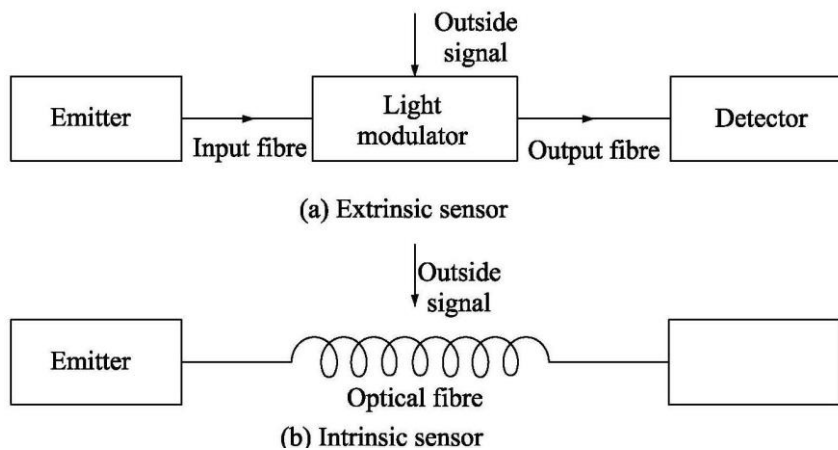 Outside
signal
Emitter
Light
modulator
Detector
Input fibre
Output fibre
(a) Extrinsic sensor
Outside
signal
Emitter
Optical fibre
(b) Intrinsic sensor